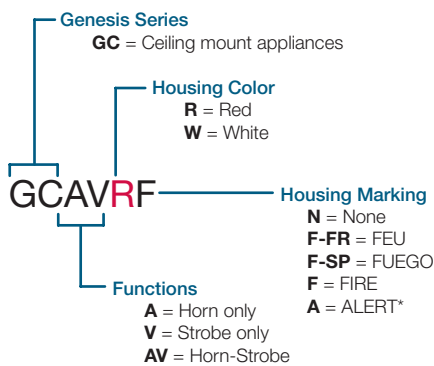 Genesis Series
GC = Ceiling mount appliances
Housing Color
R = Red
W = White
GCAVRF
Housing Marking
N = None
F-FR = FEU
F-SP = FUEGO
F = FIRE
A = ALERT*
Functions
A = Horn only
V = Strobe only
AV = Horn-Strobe